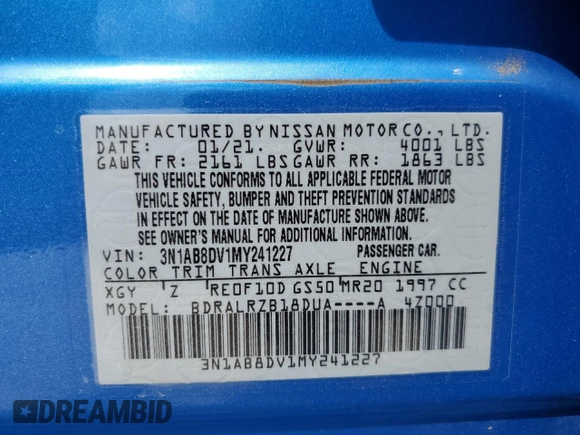 MANUFACTURED BY NISSAN MOTOR CO., LTD.
DATE: 01/21. GVWR: 4001 LBS
GAWR FR: 2161 LBS GAWR RR: 1863 LBS
THIS VEHICLE CONFORMS TO ALL APPLICABLE FEDERAL MOTOR
VEHICLE SAFETY, BUMPER AND THEFT PREVENTION STANDARDS
IN EFFECT ON THE DATE OF MANUFACTURE SHOWN ABOVE.
SEE OWNER'S MANUAL FOR ADDITIONAL INFORMATION.
VIN: 3N1AB8DV1MY241227 PASSENGER CAR.
COLOR TRIM TRANS AXLE ENGINE
XGY Z RE0F10D GS50 MR20 1997 CC
MODEL: BDRALRZB18DUA----A 4Z000
3N1AB8DV1MY241227
DREAMBID